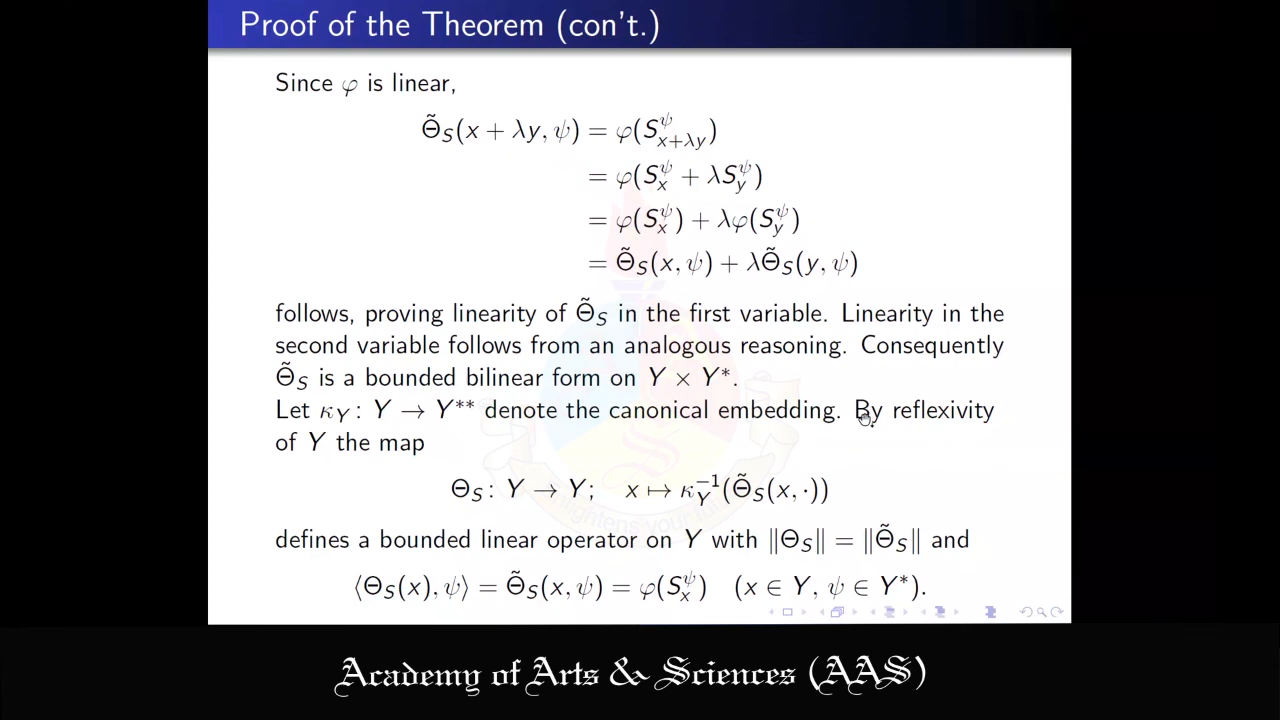 Proof of the Theorem (con't.)
Since φ is linear,
Θ̃_S(x + λy, ψ) = φ(S^ψ_{x+λy})
= φ(S^ψ_x + λS^ψ_y)
= φ(S^ψ_x) + λφ(S^ψ_y)
= Θ̃_S(x, ψ) + λΘ̃_S(y, ψ)
follows, proving linearity of Θ̃_S in the first variable. Linearity in the
second variable follows from an analogous reasoning. Consequently
Θ̃_S is a bounded bilinear form on Y × Y*.
Let κ_Y : Y → Y** denote the canonical embedding. By reflexivity
of Y the map
Θ_S : Y → Y; x ↦ κ_Y^{-1}(Θ̃_S(x, ·))
defines a bounded linear operator on Y with ‖Θ_S‖ = ‖Θ̃_S‖ and
⟨Θ_S(x), ψ⟩ = Θ̃_S(x, ψ) = φ(S^ψ_x) (x ∈ Y, ψ ∈ Y*).
Academy of Arts & Sciences (AAS)